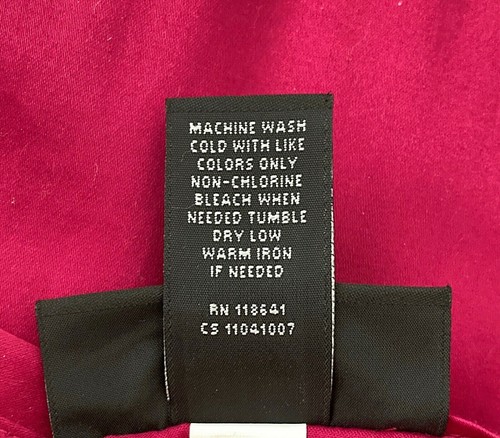 MACHINE WASH
COLD WITH LIKE
COLORS ONLY
NON-CHLORINE
BLEACH WHEN
NEEDED TUMBLE
DRY LOW
WARM IRON
IF NEEDED
RN 118641
CS 11041007